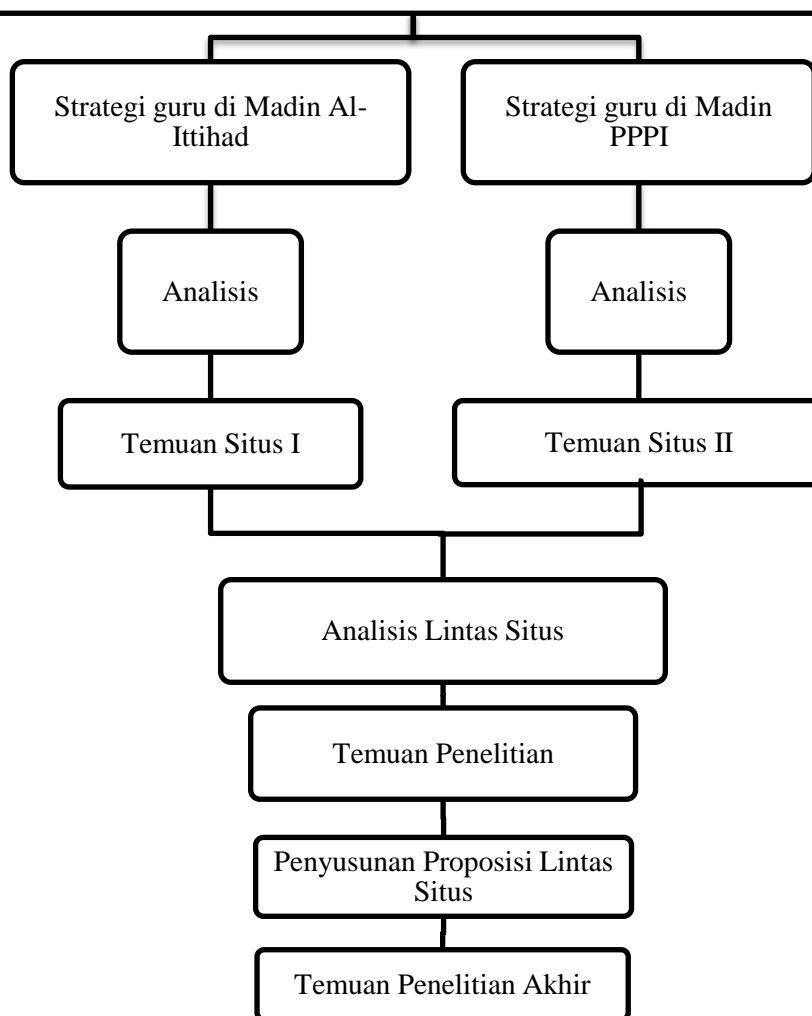 Strategi guru di Madin Al-
Ittihad
Strategi guru di Madin
PPPI
Analisis
Analisis
Temuan Situs I
Temuan Situs II
Analisis Lintas Situs
Temuan Penelitian
Penyusunan Proposisi Lintas
Situs
Temuan Penelitian Akhir